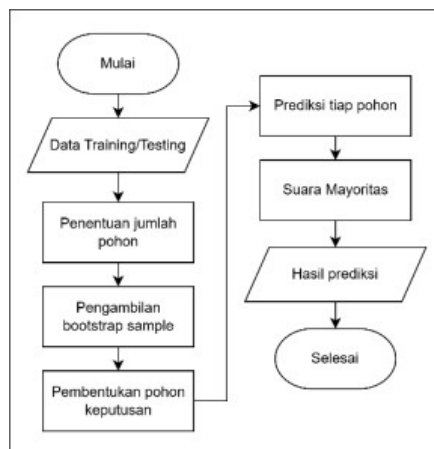 Mulai
Data Training/Testing
Penentuan jumlah
pohon
Pengambilan
bootstrap sample
Pembentukan pohon
keputusan
Prediksi tiap pohon
Suara Mayoritas
Hasil prediksi
Selesai